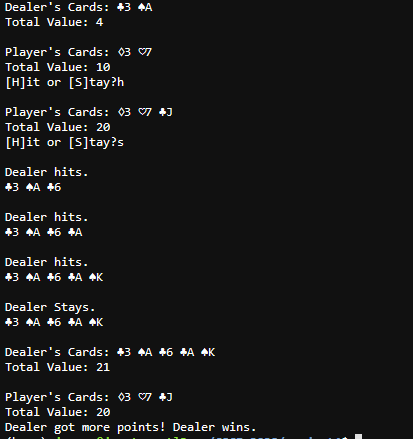 Dealer's Cards: ♣3 ♠A
Total Value: 4
Player's Cards: ◊3 ♡7
Total Value: 10
[H]it or [S]tay?h
Player's Cards: ◊3 ♡7 ♣J
Total Value: 20
[H]it or [S]tay?s
Dealer hits.
♣3 ♠A ♣6
Dealer hits.
♣3 ♠A ♣6 ♣A
Dealer hits.
♣3 ♠A ♣6 ♣A ♠K
Dealer Stays.
♣3 ♠A ♣6 ♣A ♠K
Dealer's Cards: ♣3 ♠A ♣6 ♣A ♠K
Total Value: 21
Player's Cards: ◊3 ♡7 ♣J
Total Value: 20
Dealer got more points! Dealer wins.